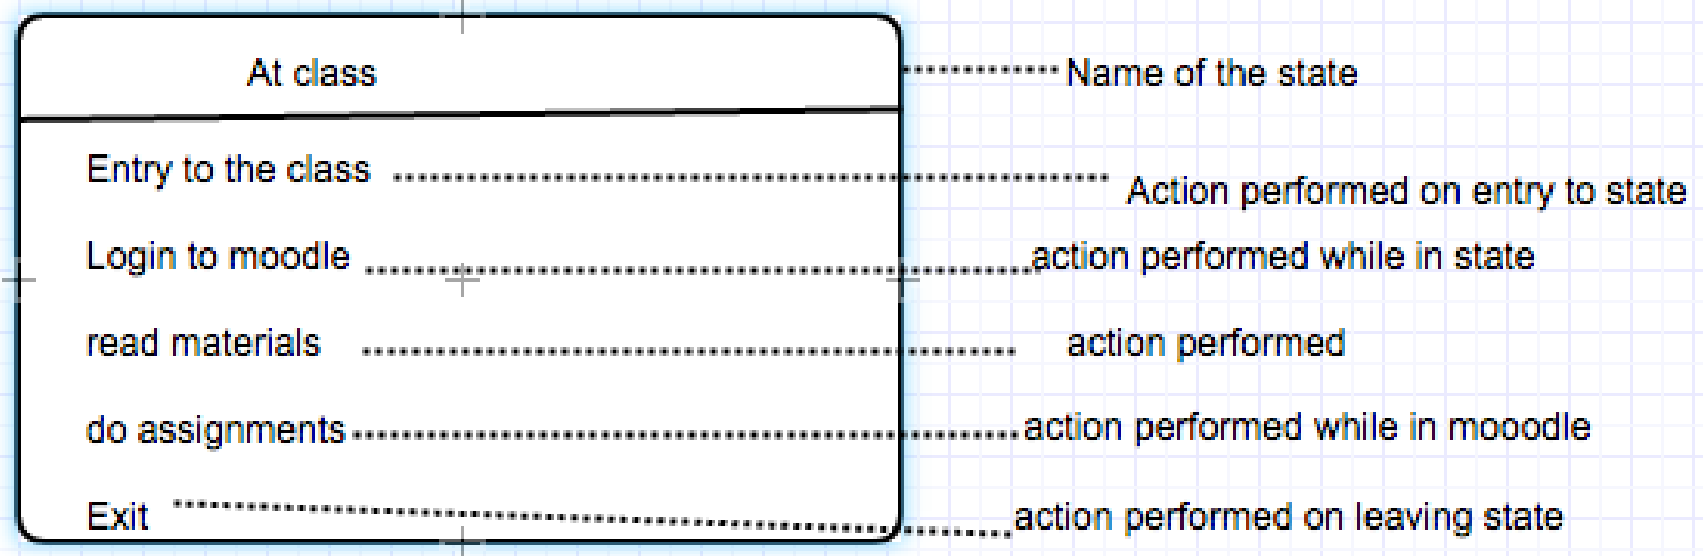 At class
Name of the state
Entry to the class
Action performed on entry to state
Login to moodle
action performed while in state
read materials
action performed
do assignments
action performed while in mooodle
Exit
action performed on leaving state